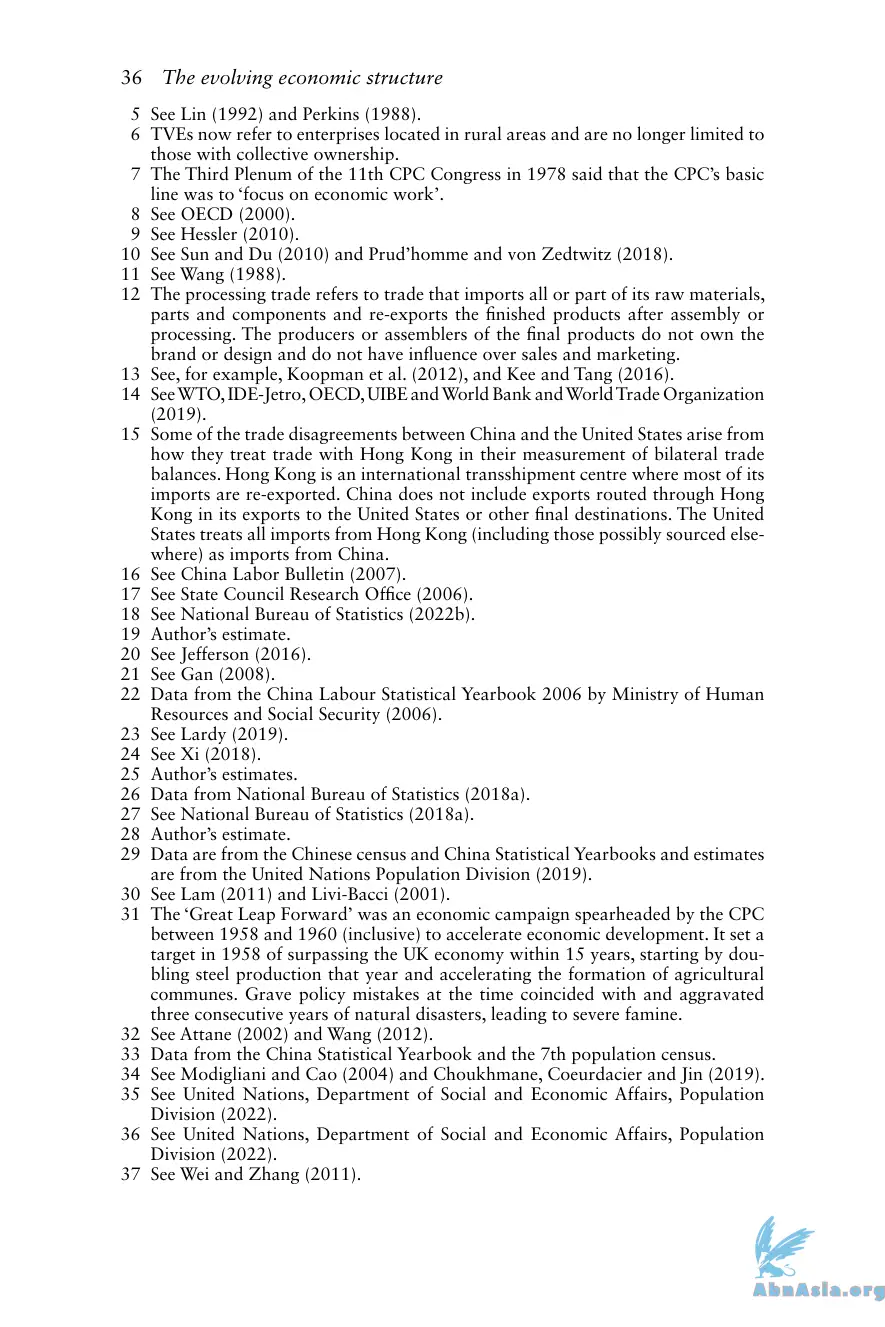 36 The evolving economic structure
5 See Lin (1992) and Perkins (1988).
6 TVEs now refer to enterprises located in rural areas and are no longer limited to
those with collective ownership.
7 The Third Plenum of the 11th CPC Congress in 1978 said that the CPC’s basic
line was to ‘focus on economic work’.
8 See OECD (2000).
9 See Hessler (2010).
10 See Sun and Du (2010) and Prud’homme and von Zedtwitz (2018).
11 See Wang (1988).
12 The processing trade refers to trade that imports all or part of its raw materials,
parts and components and re-exports the finished products after assembly or
processing. The producers or assemblers of the final products do not own the
brand or design and do not have influence over sales and marketing.
13 See, for example, Koopman et al. (2012), and Kee and Tang (2016).
14 See WTO, IDE-Jetro, OECD, UIBE and World Bank and World Trade Organization
(2019).
15 Some of the trade disagreements between China and the United States arise from
how they treat trade with Hong Kong in their measurement of bilateral trade
balances. Hong Kong is an international transshipment centre where most of its
imports are re-exported. China does not include exports routed through Hong
Kong in its exports to the United States or other final destinations. The United
States treats all imports from Hong Kong (including those possibly sourced else-
where) as imports from China.
16 See China Labor Bulletin (2007).
17 See State Council Research Office (2006).
18 See National Bureau of Statistics (2022b).
19 Author’s estimate.
20 See Jefferson (2016).
21 See Gan (2008).
22 Data from the China Labour Statistical Yearbook 2006 by Ministry of Human
Resources and Social Security (2006).
23 See Lardy (2019).
24 See Xi (2018).
25 Author’s estimates.
26 Data from National Bureau of Statistics (2018a).
27 See National Bureau of Statistics (2018a).
28 Author’s estimate.
29 Data are from the Chinese census and China Statistical Yearbooks and estimates
are from the United Nations Population Division (2019).
30 See Lam (2011) and Livi-Bacci (2001).
31 The ‘Great Leap Forward’ was an economic campaign spearheaded by the CPC
between 1958 and 1960 (inclusive) to accelerate economic development. It set a
target in 1958 of surpassing the UK economy within 15 years, starting by dou-
bling steel production that year and accelerating the formation of agricultural
communes. Grave policy mistakes at the time coincided with and aggravated
three consecutive years of natural disasters, leading to severe famine.
32 See Attane (2002) and Wang (2012).
33 Data from the China Statistical Yearbook and the 7th population census.
34 See Modigliani and Cao (2004) and Choukhmane, Coeurdacier and Jin (2019).
35 See United Nations, Department of Social and Economic Affairs, Population
Division (2022).
36 See United Nations, Department of Social and Economic Affairs, Population
Division (2022).
37 See Wei and Zhang (2011).
AbnAsia.org